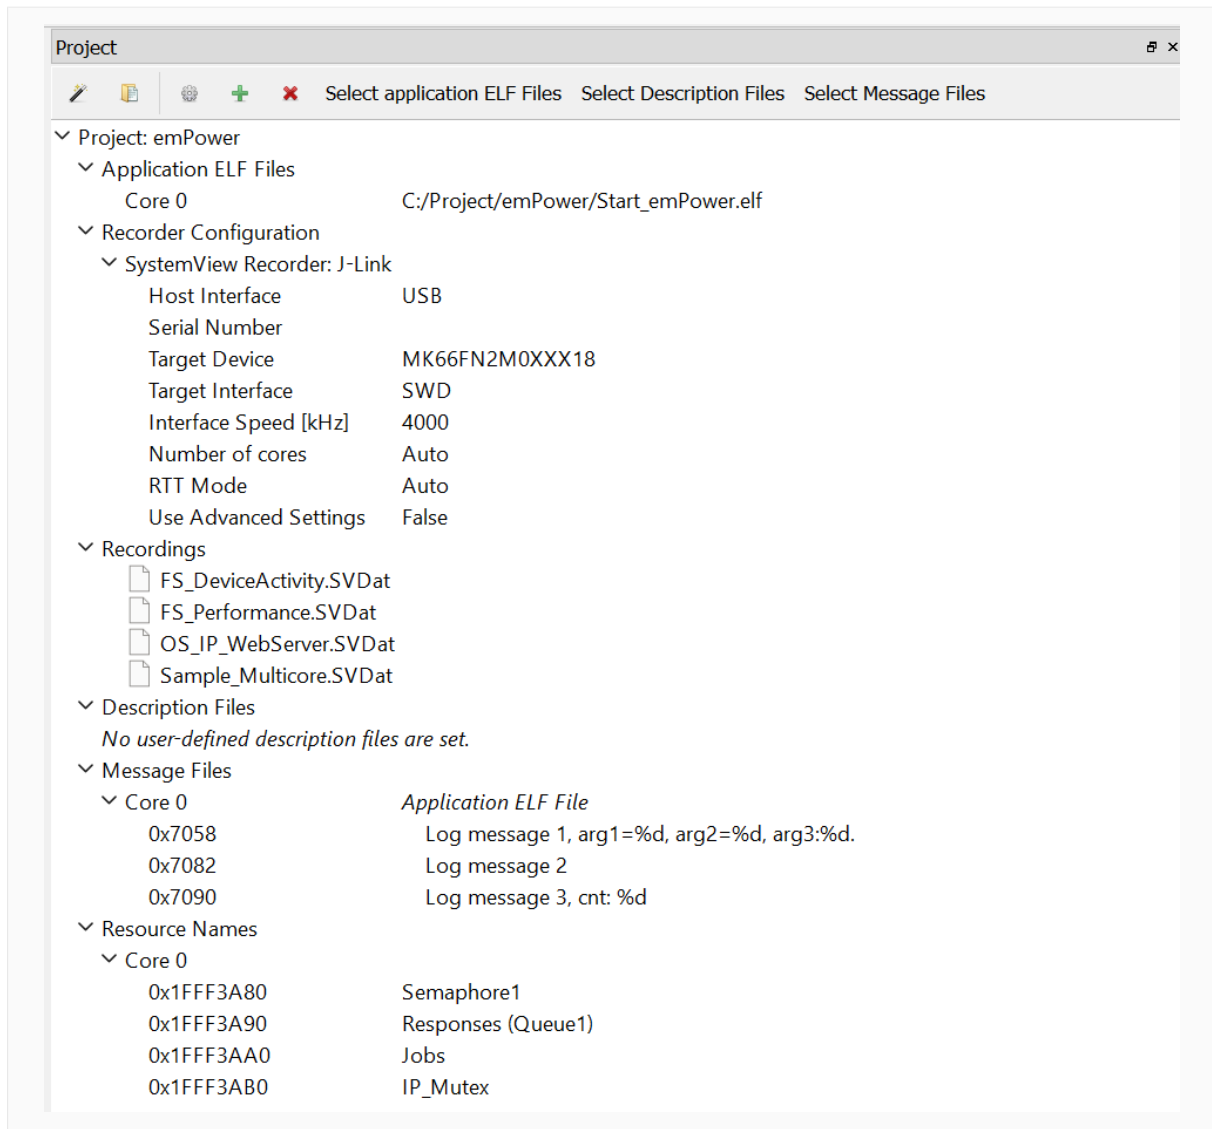 Project
Select application ELF Files Select Description Files Select Message Files
Project: emPower
Application ELF Files
Core 0 C:/Project/emPower/Start_emPower.elf
Recorder Configuration
SystemView Recorder: J-Link
Host Interface USB
Serial Number
Target Device MK66FN2M0XXX18
Target Interface SWD
Interface Speed [kHz] 4000
Number of cores Auto
RTT Mode Auto
Use Advanced Settings False
Recordings
FS_DeviceActivity.SVDat
FS_Performance.SVDat
OS_IP_WebServer.SVDat
Sample_Multicore.SVDat
Description Files
No user-defined description files are set.
Message Files
Core 0 Application ELF File
0x7058 Log message 1, arg1=%d, arg2=%d, arg3:%d.
0x7082 Log message 2
0x7090 Log message 3, cnt: %d
Resource Names
Core 0
0x1FFF3A80 Semaphore1
0x1FFF3A90 Responses (Queue1)
0x1FFF3AA0 Jobs
0x1FFF3AB0 IP_Mutex